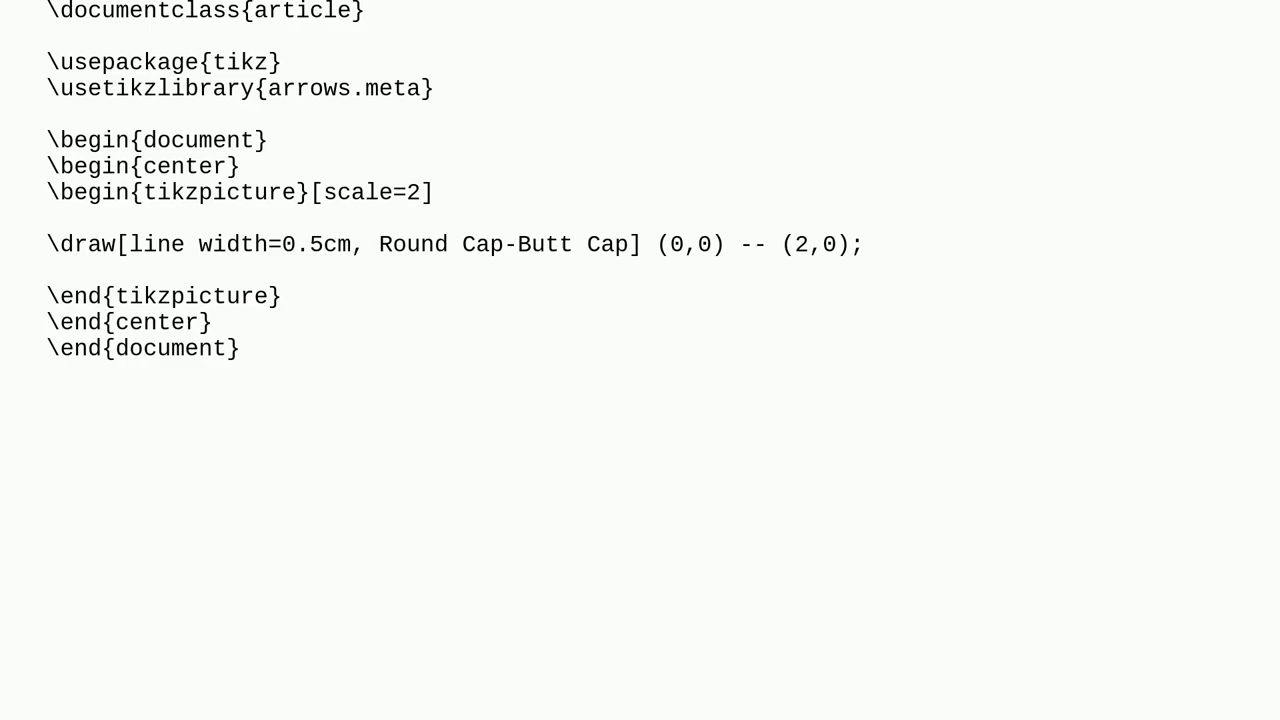 \documentclass{article}
\usepackage{tikz}
\usetikzlibrary{arrows.meta}
\begin{document}
\begin{center}
\begin{tikzpicture}[scale=2]
\draw[line width=0.5cm, Round Cap-Butt Cap] (0,0) -- (2,0);
\end{tikzpicture}
\end{center}
\end{document}